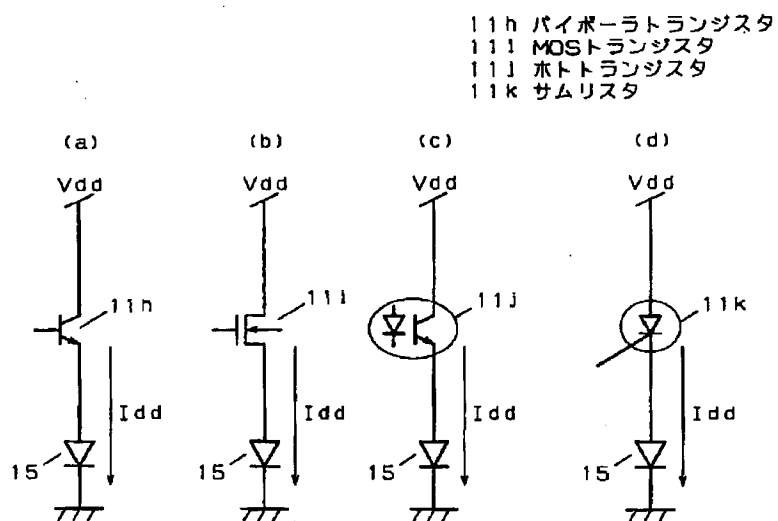 11h バイポーラトランジスタ
11i MOSトランジスタ
11j ホトトランジスタ
11k サムリスタ
(a) (b) (c) (d)
Vdd Vdd Vdd Vdd
11h 11i 11j 11k
Idd Idd Idd Idd
15 15 15 15